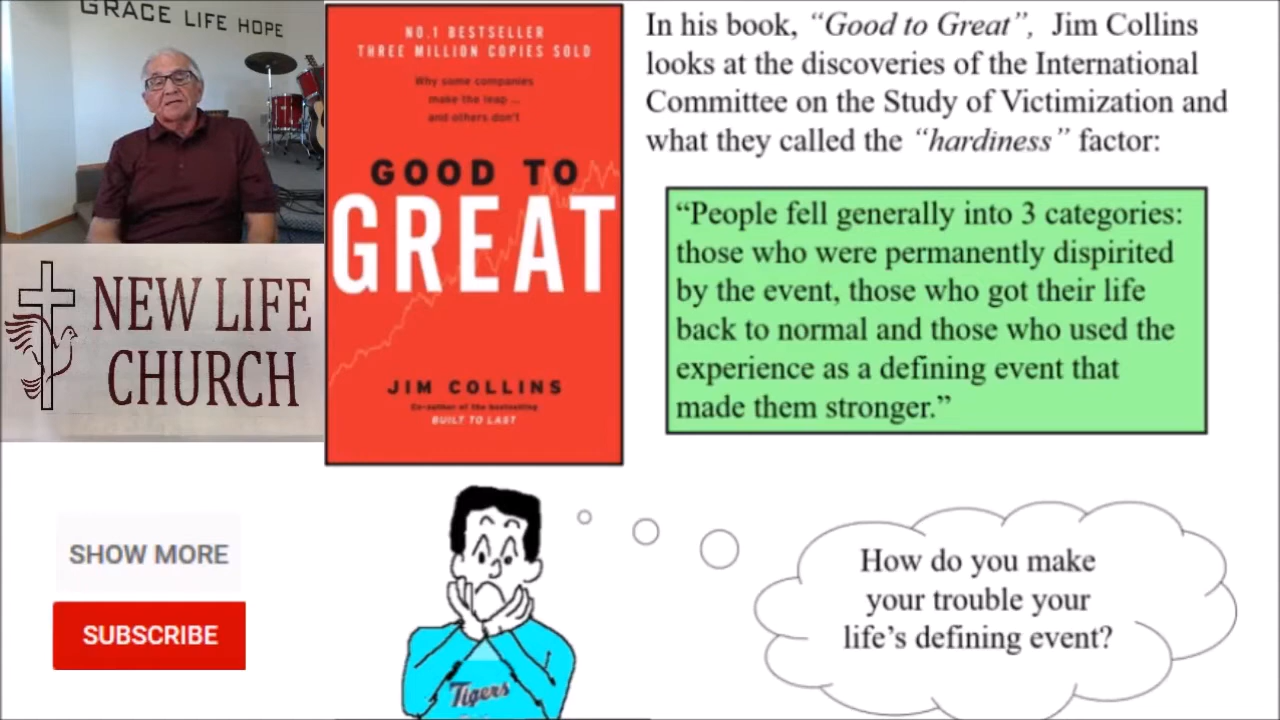 GRACE LIFE HOPE
NEW LIFE
CHURCH
NO.1 BESTSELLER
THREE MILLION COPIES SOLD
Why some companies
make the leap ...
and others don't
GOOD TO
GREAT
JIM COLLINS
Co-author of the bestselling
BUILT TO LAST
In his book, “Good to Great”, Jim Collins
looks at the discoveries of the International
Committee on the Study of Victimization and
what they called the “hardiness” factor:
“People fell generally into 3 categories:
those who were permanently dispirited
by the event, those who got their life
back to normal and those who used the
experience as a defining event that
made them stronger.”
SHOW MORE
SUBSCRIBE
Tigers
How do you make
your trouble your
life’s defining event?